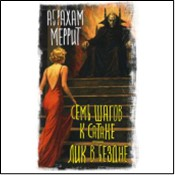 АБРАХАМ
МЕРРИТ
СЕМЬ ШАГОВ
К САТАНЕ
ЛИК В БЕЗДНЕ